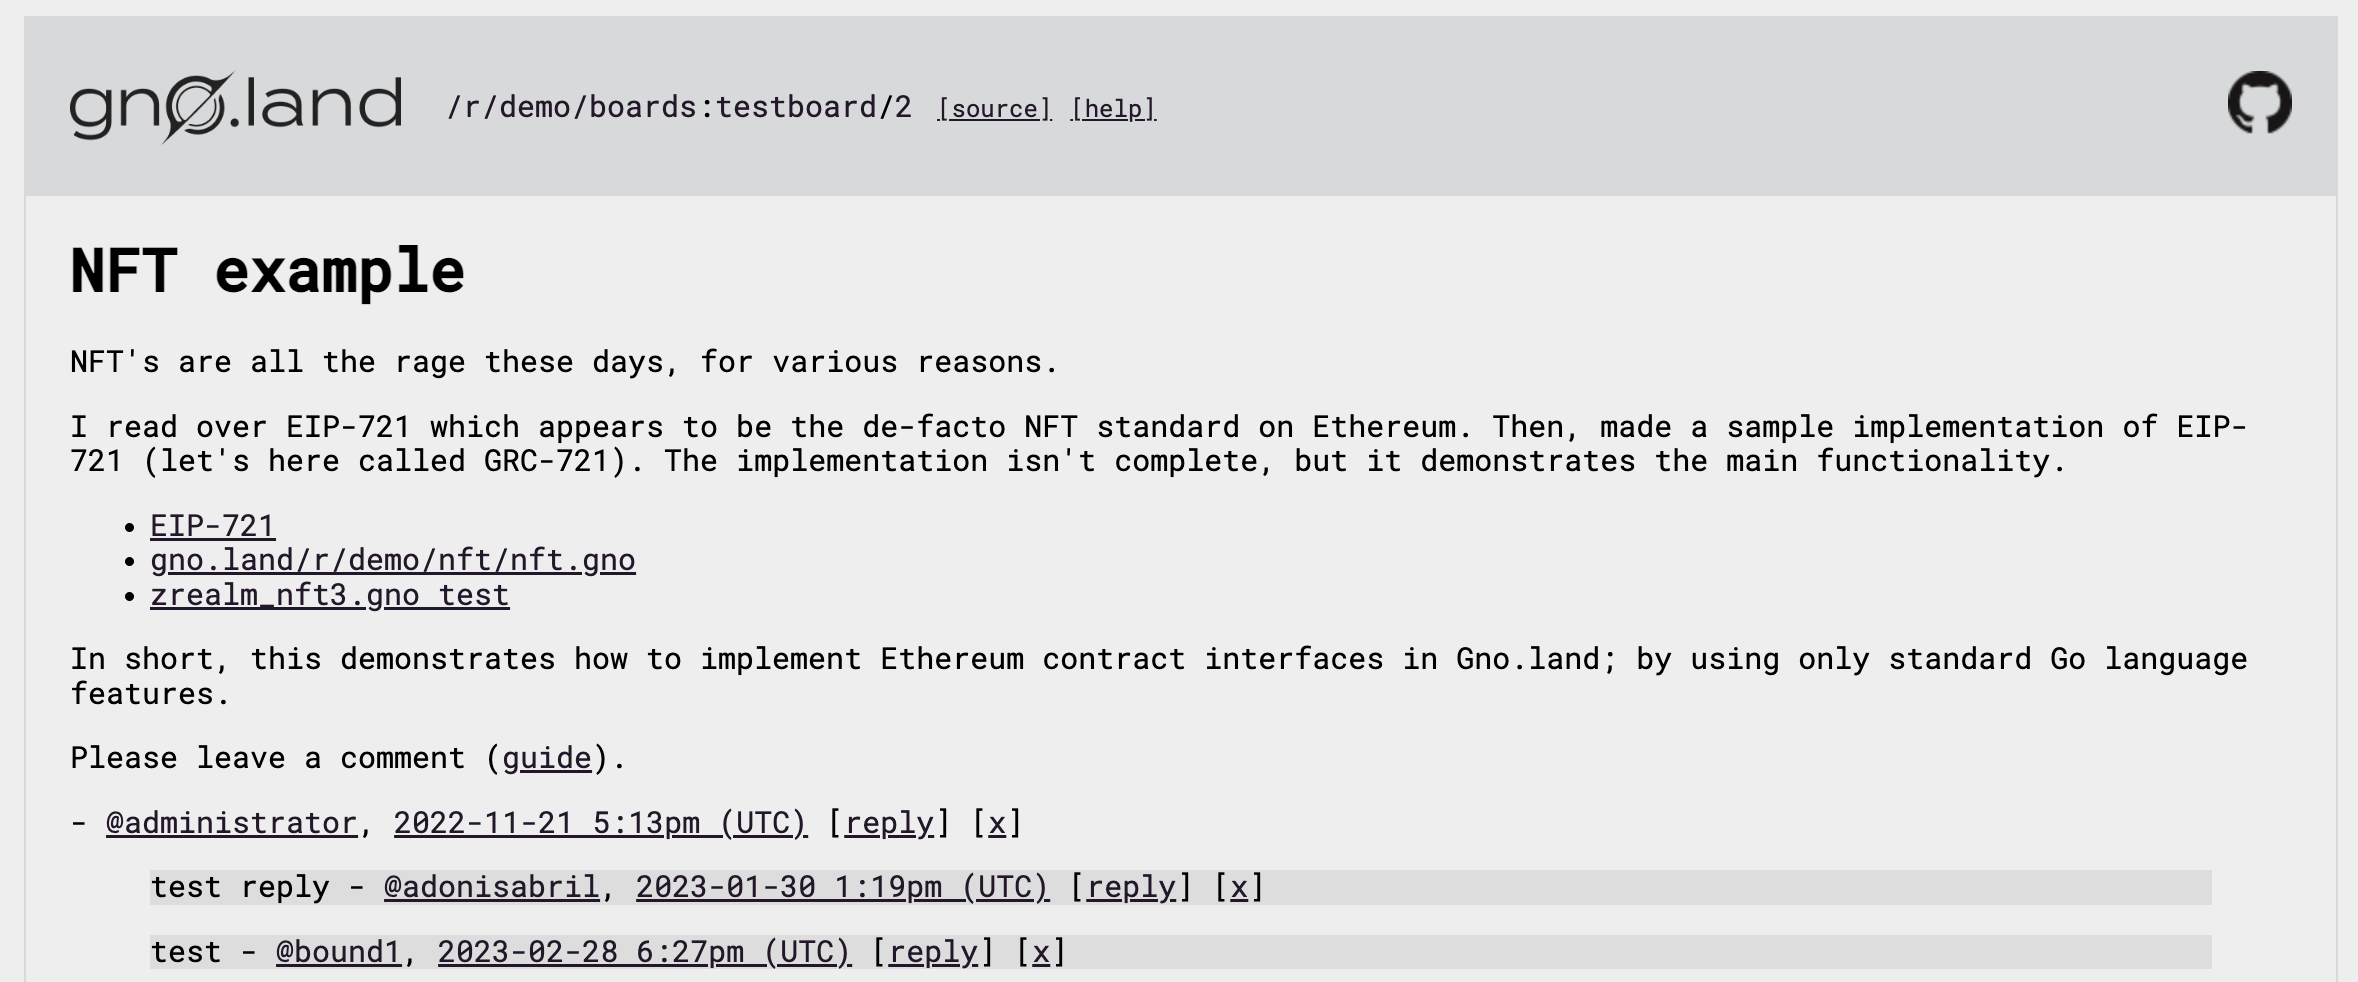 gno.land /r/demo/boards:testboard/2 [source] [help]
NFT example
NFT's are all the rage these days, for various reasons.
I read over EIP-721 which appears to be the de-facto NFT standard on Ethereum. Then, made a sample implementation of EIP-
721 (let's here called GRC-721). The implementation isn't complete, but it demonstrates the main functionality.
• EIP-721
• gno.land/r/demo/nft/nft.gno
• zrealm_nft3.gno test
In short, this demonstrates how to implement Ethereum contract interfaces in Gno.land; by using only standard Go language
features.
Please leave a comment (guide).
- @administrator, 2022-11-21 5:13pm (UTC) [reply] [x]
test reply - @adonisabril, 2023-01-30 1:19pm (UTC) [reply] [x]
test - @bound1, 2023-02-28 6:27pm (UTC) [reply] [x]